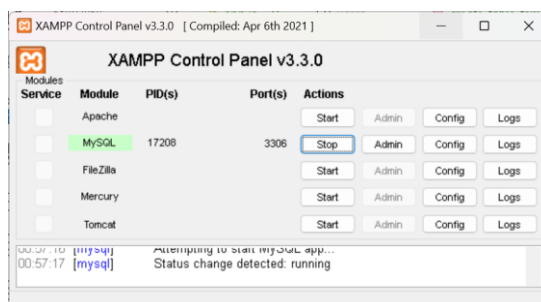 XAMPP Control Panel v3.3.0 [ Compiled: Apr 6th 2021 ]
XAMPP Control Panel v3.3.0
Modules
Service Module PID(s) Port(s) Actions
Apache Start Admin Config Logs
MySQL 17208 3306 Stop Admin Config Logs
FileZilla Start Admin Config Logs
Mercury Start Admin Config Logs
Tomcat Start Admin Config Logs
00:57:16 [mysql] Attempting to start MySQL app...
00:57:17 [mysql] Status change detected: running